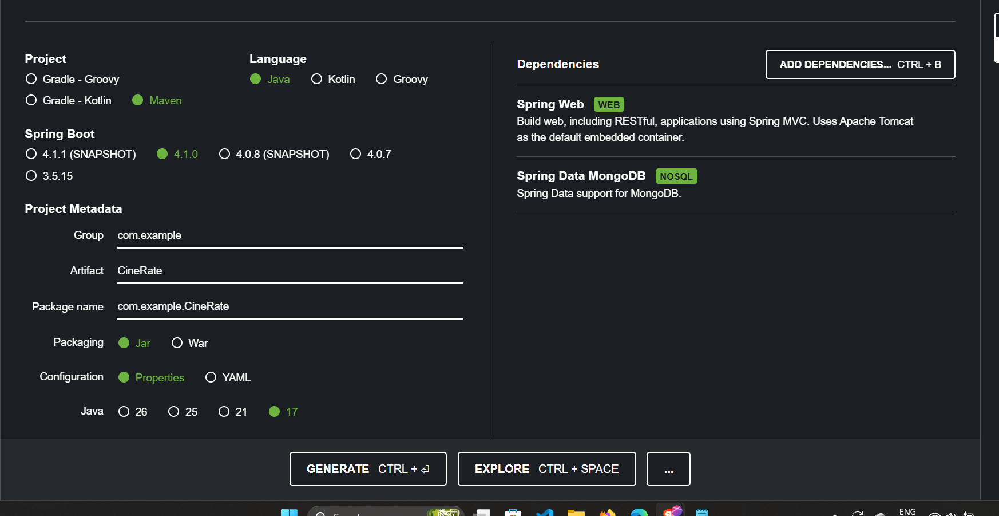 Project
Gradle - Groovy
Gradle - Kotlin Maven
Language
Java Kotlin Groovy
Spring Boot
4.1.1 (SNAPSHOT) 4.1.0 4.0.8 (SNAPSHOT) 4.0.7
3.5.15
Project Metadata
Group com.example
Artifact CineRate
Package name com.example.CineRate
Packaging Jar War
Configuration Properties YAML
Java 26 25 21 17
Dependencies
ADD DEPENDENCIES... CTRL + B
Spring Web WEB
Build web, including RESTful, applications using Spring MVC. Uses Apache Tomcat
as the default embedded container.
Spring Data MongoDB NOSQL
Spring Data support for MongoDB.
GENERATE CTRL + ⏎
EXPLORE CTRL + SPACE
...
ENG